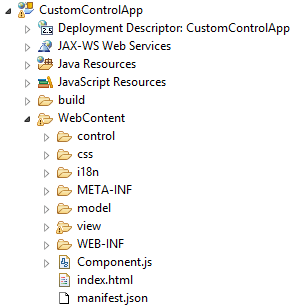 CustomControlApp
Deployment Descriptor: CustomControlApp
JAX-WS Web Services
Java Resources
JavaScript Resources
build
WebContent
control
css
i18n
META-INF
model
view
WEB-INF
Component.js
index.html
manifest.json